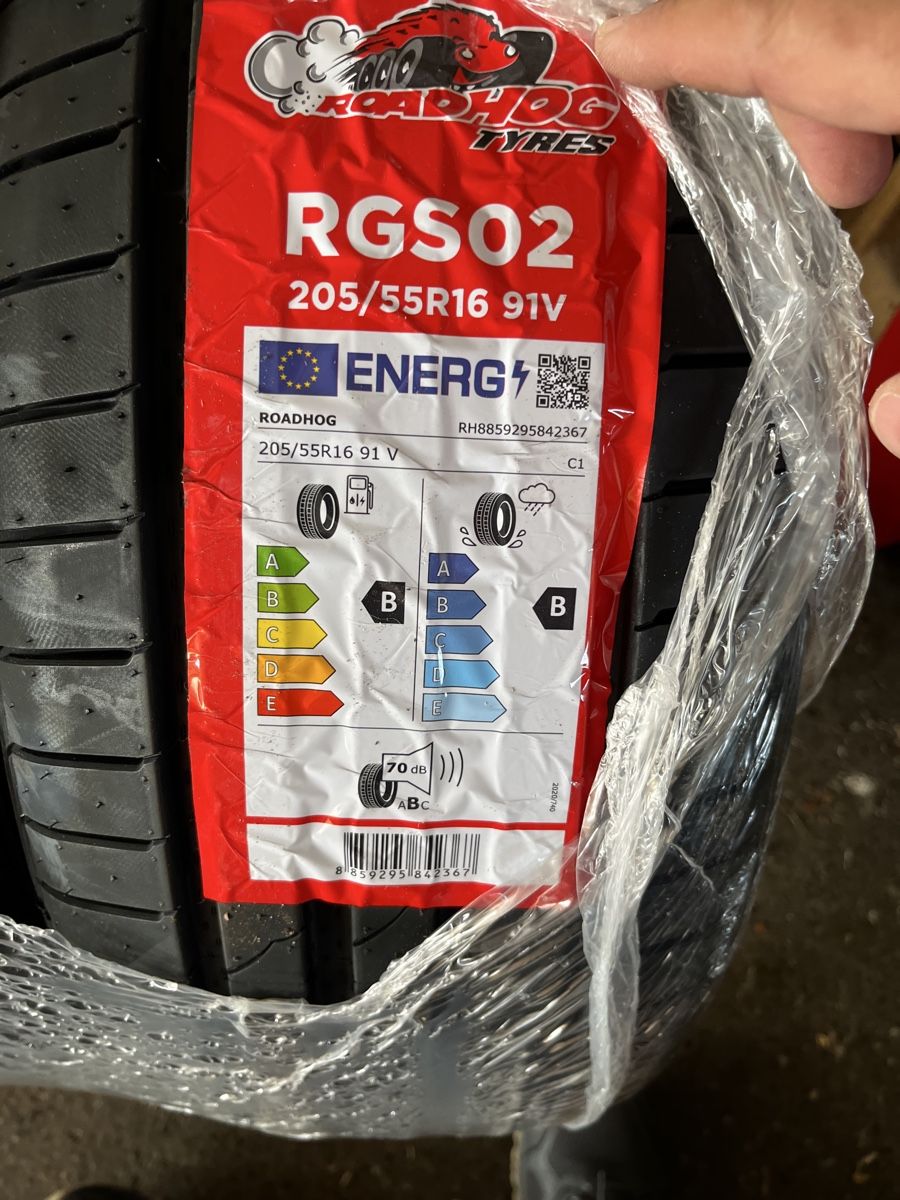 ROADHOG
TYRES
RGS02
205/55R16 91V
ENERG
ROADHOG
RH8859295842367
205/55R16 91 V
C1
A
B
C
D
E
B
A
B
C
D
E
B
70 dB
ABC
2020/740
8 859295 842367